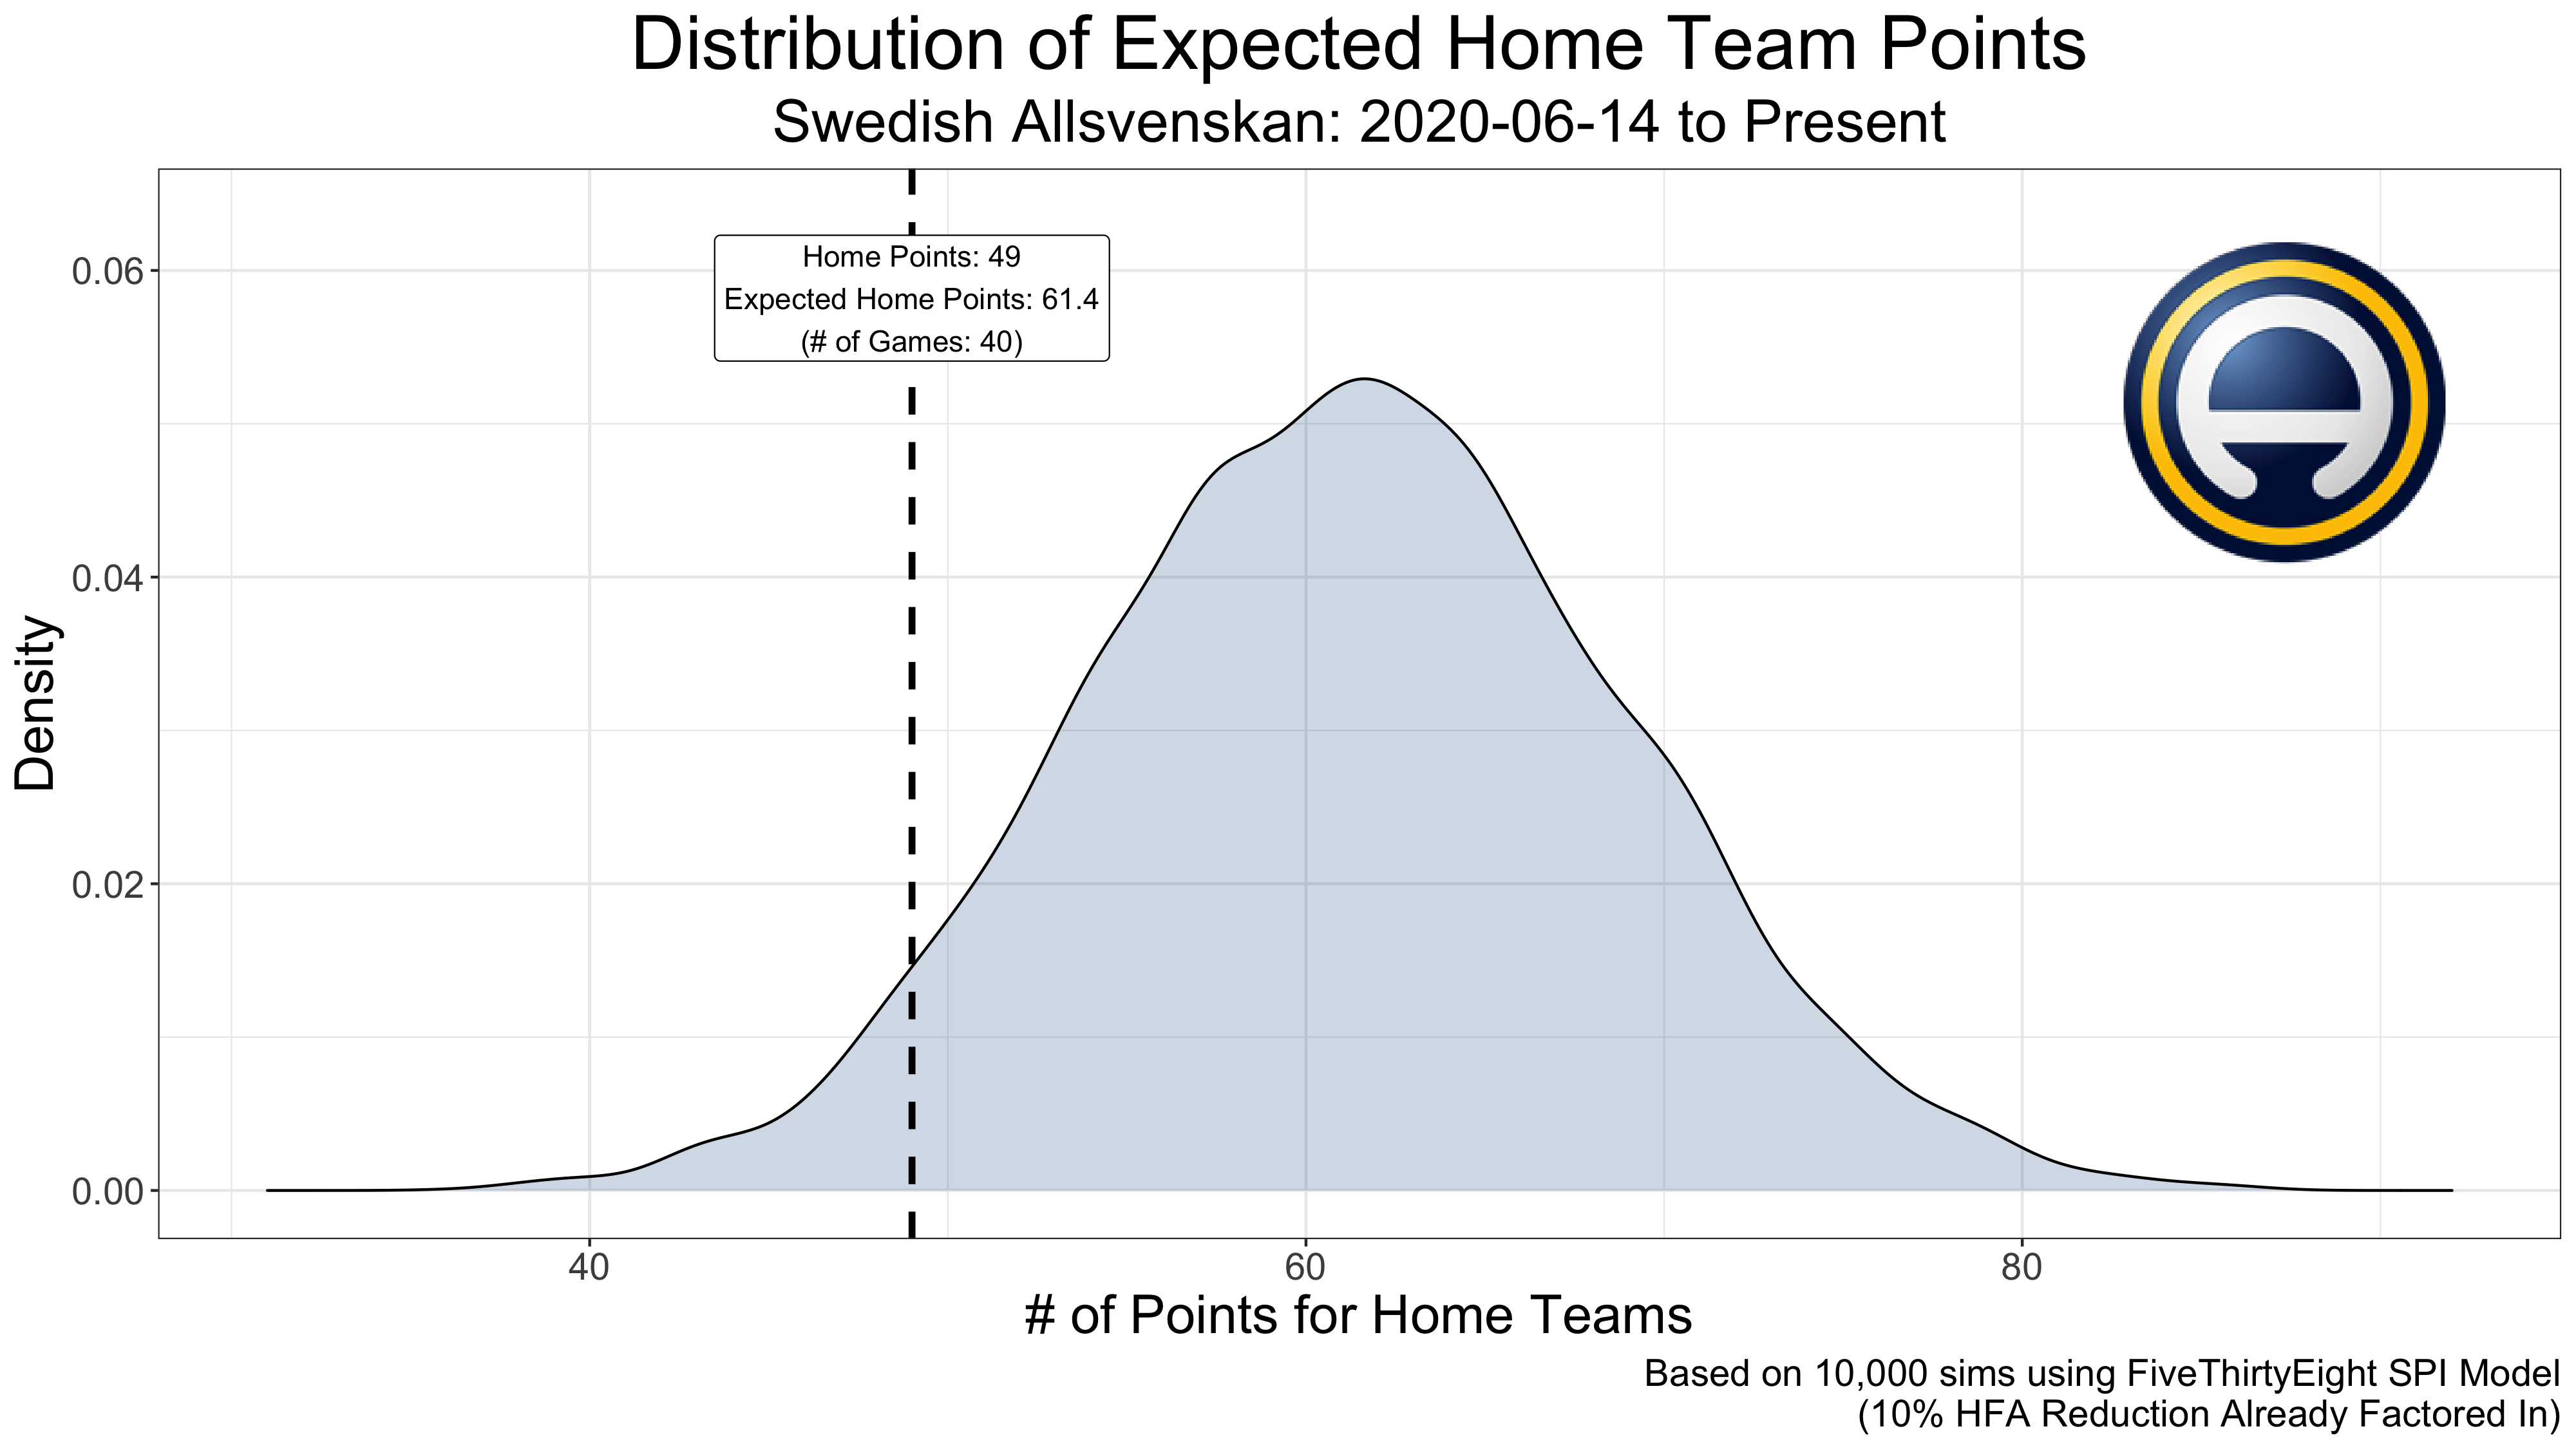 Distribution of Expected Home Team Points
Swedish Allsvenskan: 2020-06-14 to Present
Home Points: 49
Expected Home Points: 61.4
(# of Games: 40)
0.06
0.04
0.02
0.00
Density
40
60
80
# of Points for Home Teams
Based on 10,000 sims using FiveThirtyEight SPI Model
(10% HFA Reduction Already Factored In)